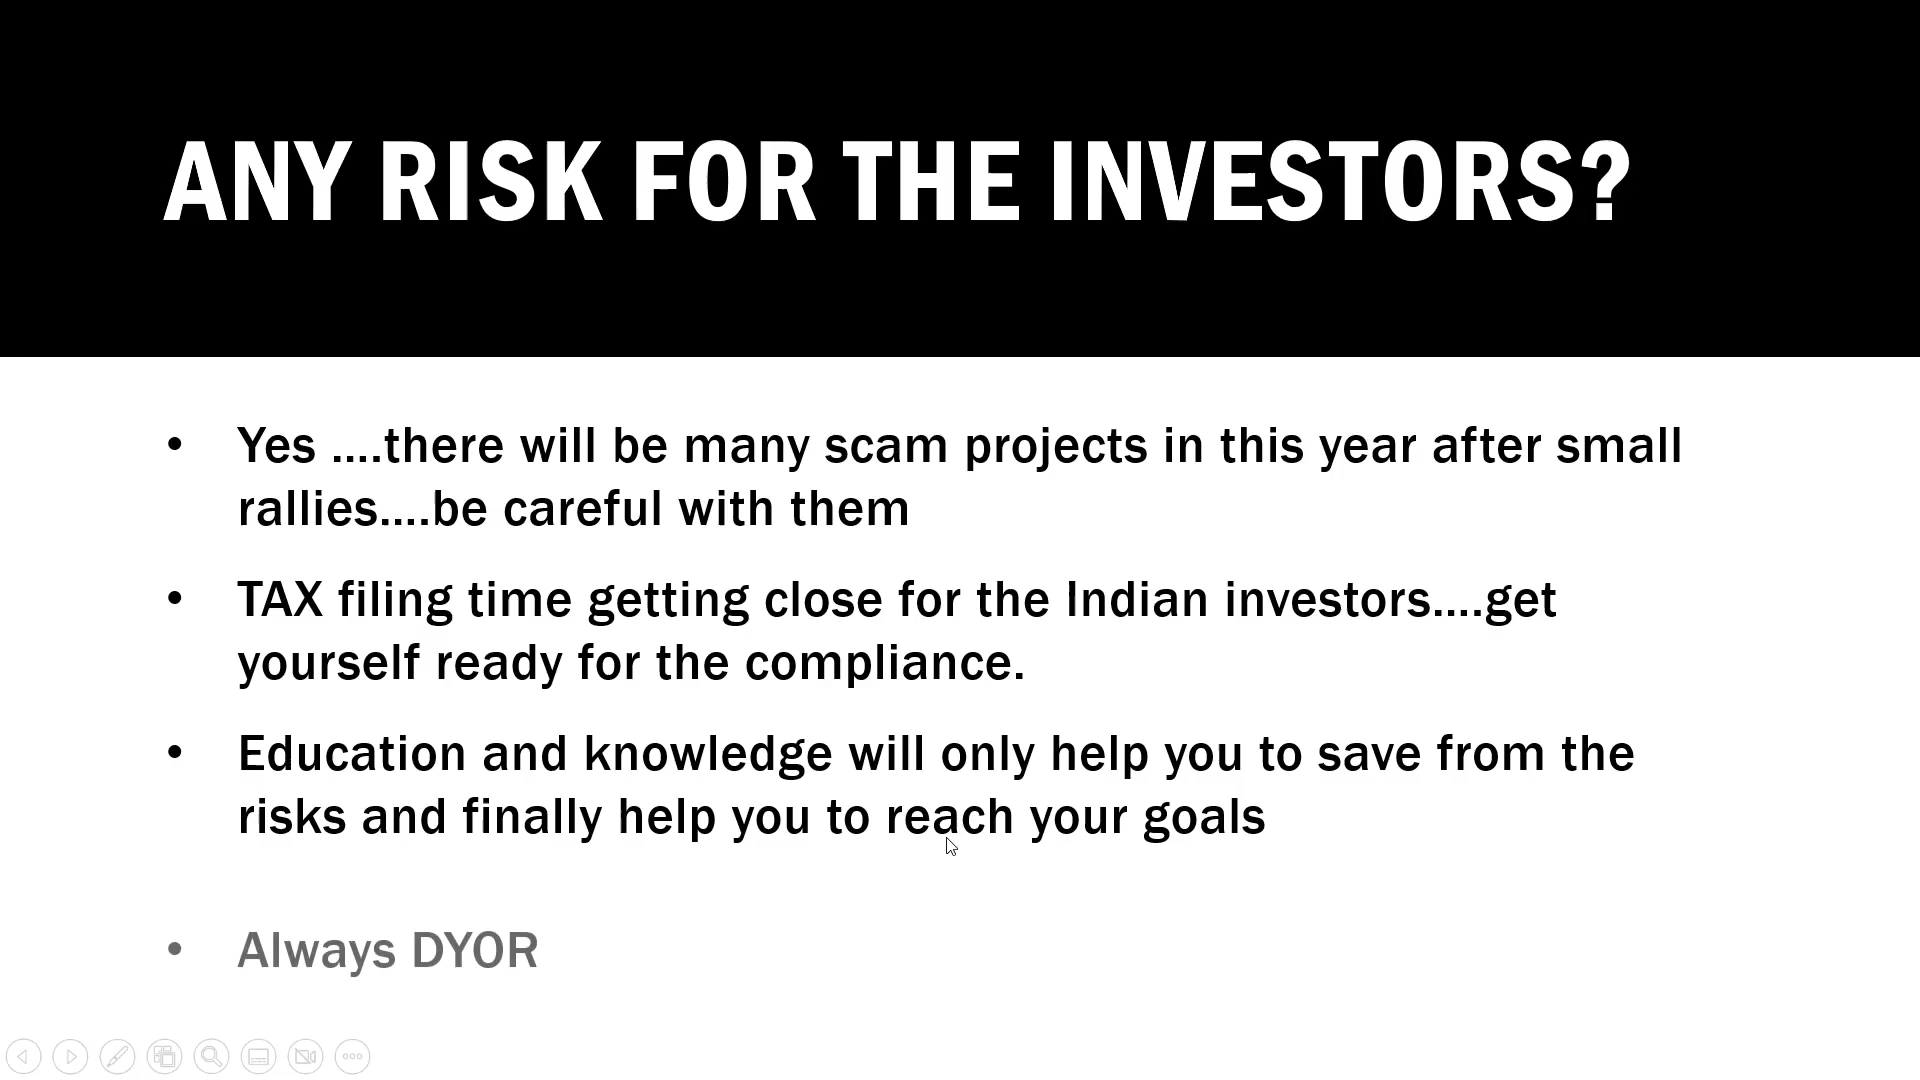 ANY RISK FOR THE INVESTORS?
• Yes ....there will be many scam projects in this year after small
rallies....be careful with them
• TAX filing time getting close for the Indian investors....get
yourself ready for the compliance.
• Education and knowledge will only help you to save from the
risks and finally help you to reach your goals
• Always DYOR